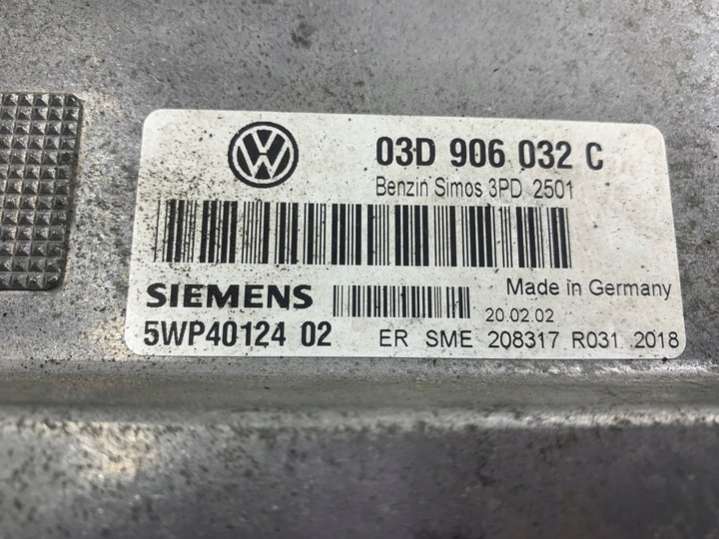 03D 906 032 C
Benzin Simos 3PD 2501
SIEMENS
Made in Germany
20.02.02
5WP40124 02
ER SME 208317 R031 2018